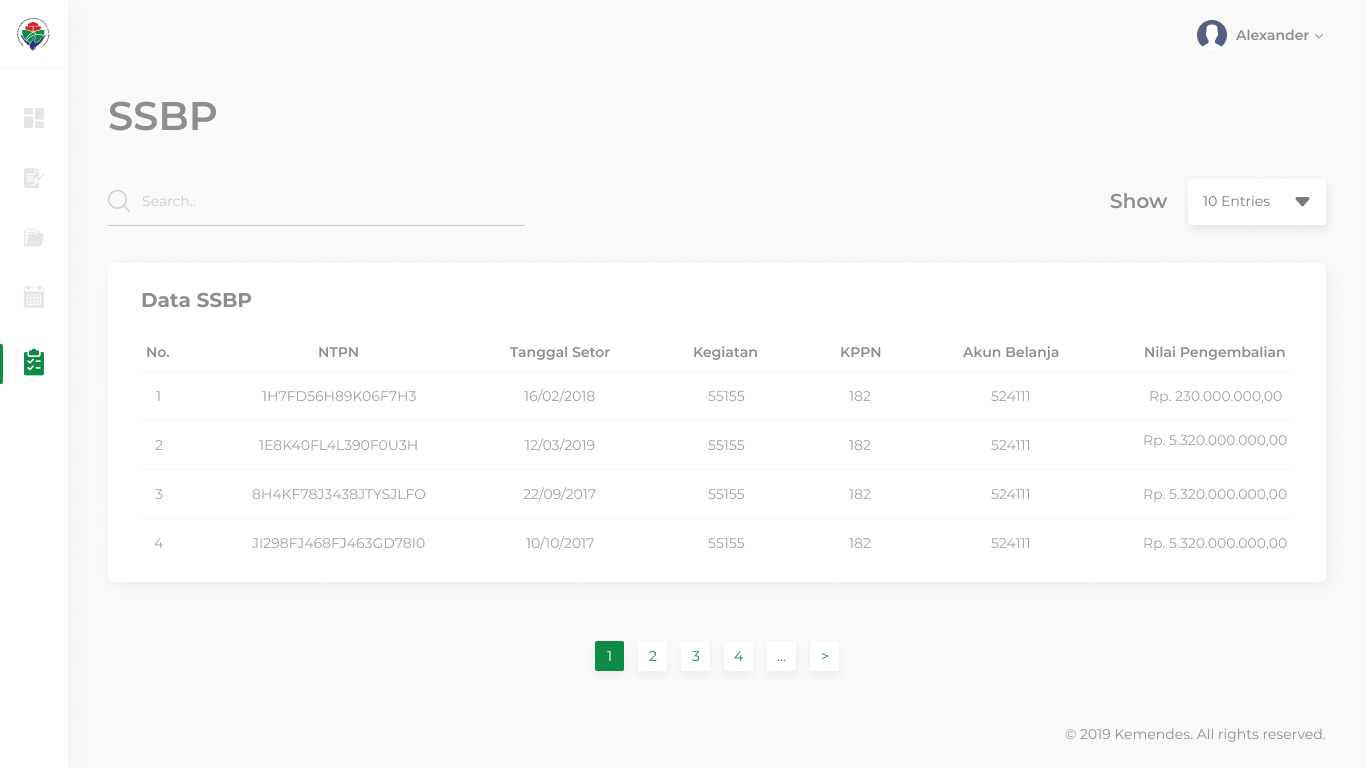 Alexander
SSBP
Search..
Show 10 Entries
Data SSBP
No. NTPN Tanggal Setor Kegiatan KPPN Akun Belanja Nilai Pengembalian
1 1H7FD56H89K06F7H3 16/02/2018 55155 182 524111 Rp. 230.000.000,00
2 1E8K40FL4L390F0U3H 12/03/2019 55155 182 524111 Rp. 5.320.000.000,00
3 8H4KF78J3438JTYSJLFO 22/09/2017 55155 182 524111 Rp. 5.320.000.000,00
4 JI298FJ468FJ463GD78I0 10/10/2017 55155 182 524111 Rp. 5.320.000.000,00
1 2 3 4 ... >
© 2019 Kemendes. All rights reserved.